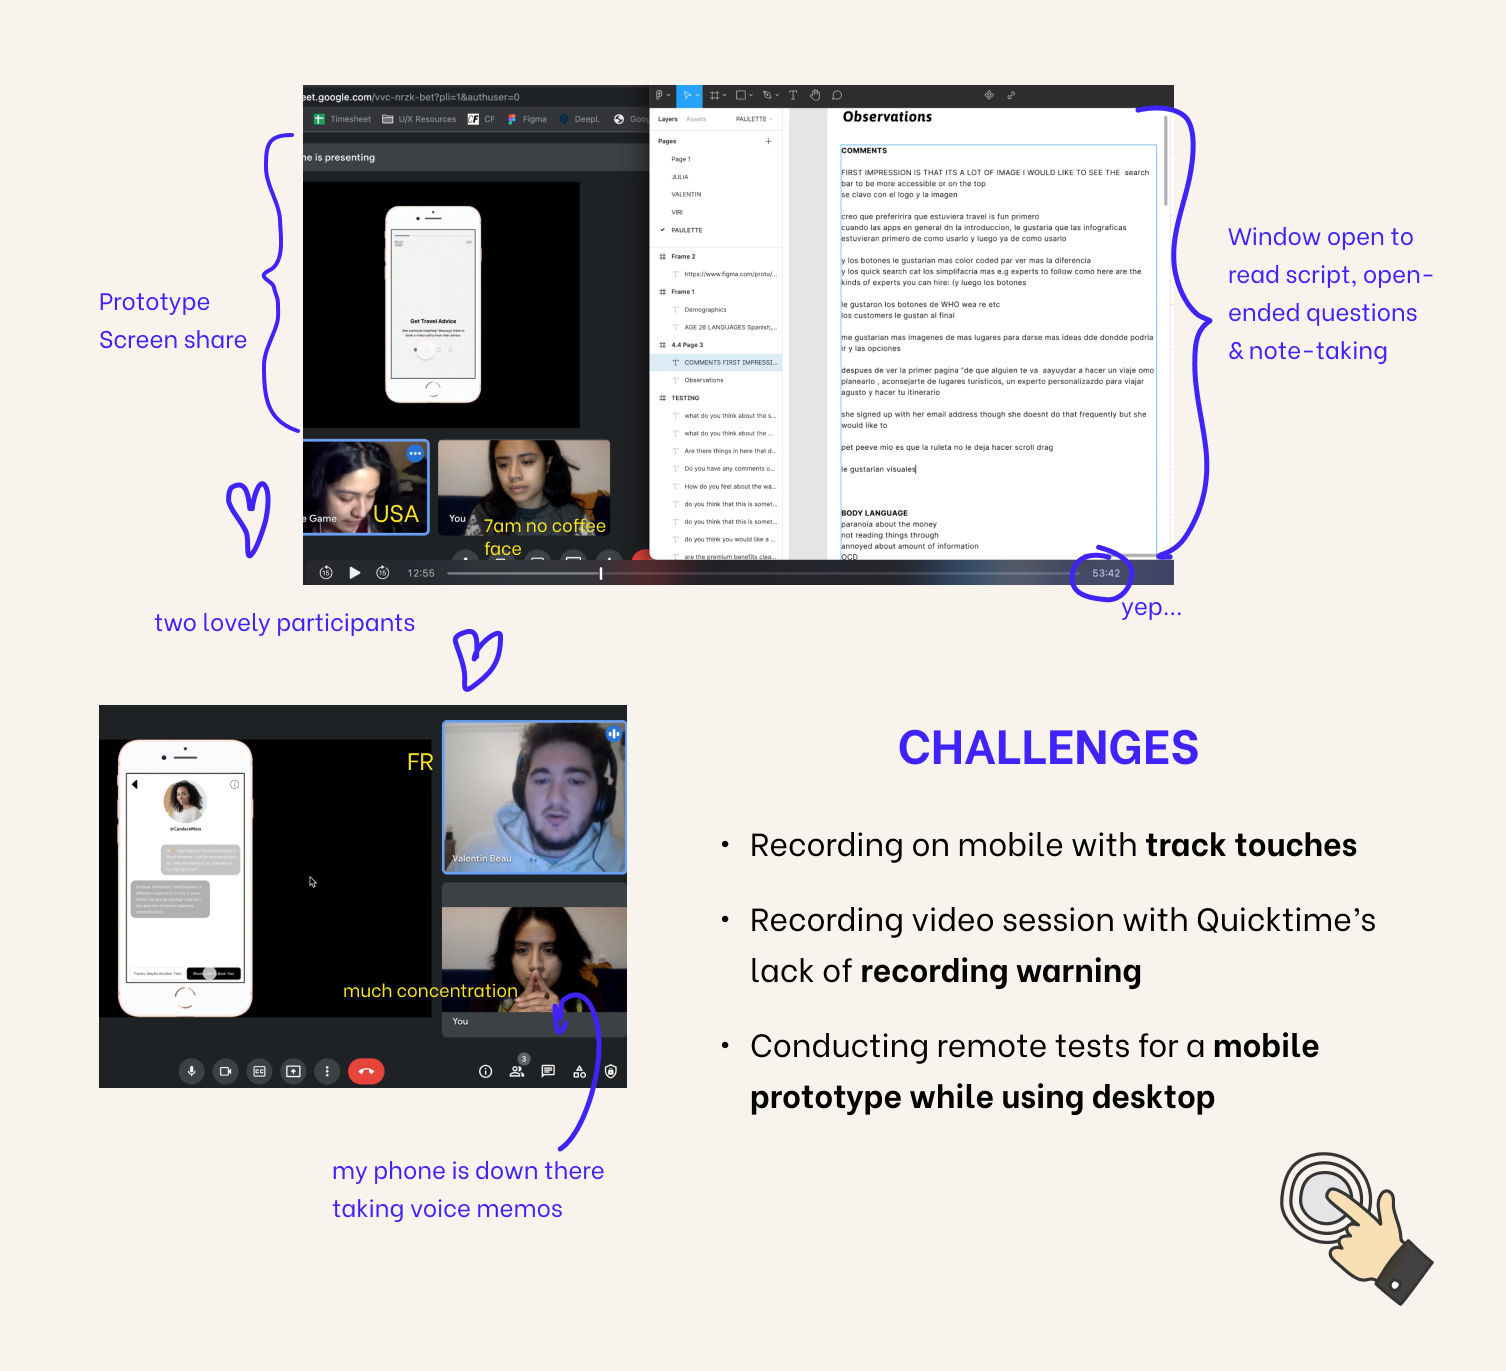 eet.google.com/vvc-nrzk-bet?pli=1&authuser=0
Timesheet U/X Resources CF CF Figma DeepL Goog
ne is presenting
Get Travel Advice
USA
e Game
You
7am no coffee
face
15 15 12:55
53:42
Layers Assets PAULETTE
Pages
Page 1
JULIA
VALENTIN
VIRI
PAULETTE
Frame 2
https://www.figma.com/proto/...
Frame 1
Demographics
AGE 26 LANGUAGES Spanish,...
4.4 Page 3
COMMENTS FIRST IMPRESSI...
Observations
TESTING
what do you think about the s...
what do you think about the ...
Are there things in here that d...
Do you have any comments o...
How do you feel about the wa...
do you think that this is somet...
do you think that this is somet...
do you think you would like a ...
are the premium benefits clea...
Observations
COMMENTS
FIRST IMPRESSION IS THAT ITS A LOT OF IMAGE I WOULD LIKE TO SEE THE search
bar to be more accessible or on the top
se clavo con el logo y la imagen
creo que preferirira que estuviera travel is fun primero
cuando las apps en general dn la introduccion, le gustaria que las infograficas
estuvieran primero de como usarlo y luego ya de como usarlo
y los botones le gustarian mas color coded par ver mas la diferencia
y los quick search cat los simplifacria mas e.g experts to follow como here are the
kinds of experts you can hire: (y luego los botones
le gustaron los botones de WHO wea re etc
los customers le gustan al final
me gustarian mas imagenes de mas lugares para darse mas ideas dde dondde podria
ir y las opciones
despues de ver la primer pagina "de que alguien te va aayuydar a hacer un viaje omo
planearlo , aconsejarte de lugares turisticos, un experto personalizazdo para viajar
agusto y hacer tu itinerario
she signed up with her email address though she doesnt do that frequently but she
would like to
pet peeve mio es que la ruleta no le deja hacer scroll drag
le gustarian visuales
BODY LANGUAGE
paranoia about the money
not reading things through
annoyed about amount of information
OCD
Prototype
Screen share
Window open to
read script, open-
ended questions
& note-taking
yep...
two lovely participants
@CandaceMoss
Thanks, Maybe Another Time
FR
Valentin Beau
much concentration
You
CC
3
my phone is down there
taking voice memos
CHALLENGES
• Recording on mobile with track touches
• Recording video session with Quicktime's
lack of recording warning
• Conducting remote tests for a mobile
prototype while using desktop